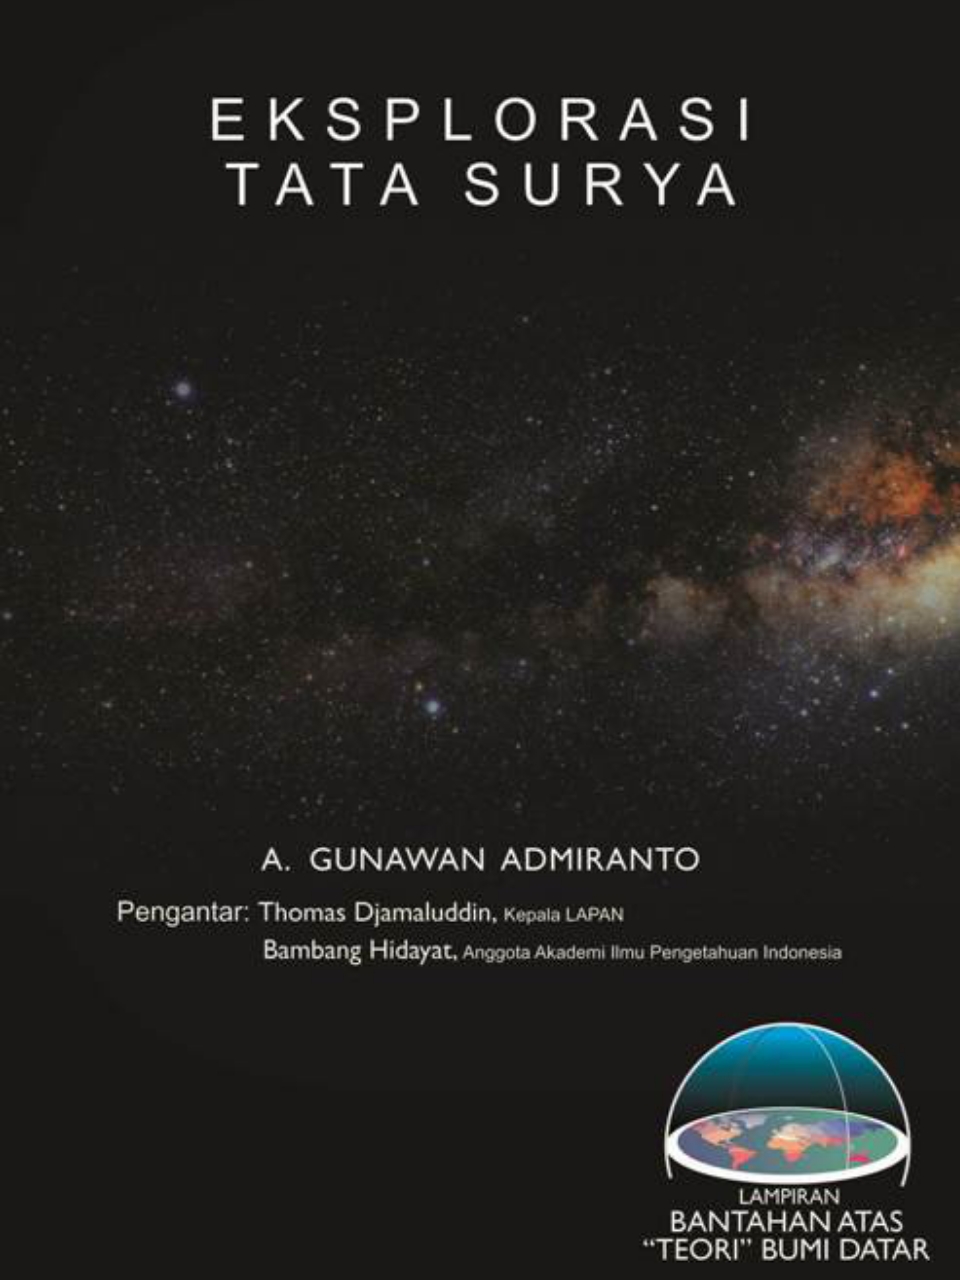 EKSPLORASI
TATA SURYA
A. GUNAWAN ADMIRANTO
Pengantar: Thomas Djamaluddin, Kepala LAPAN
Bambang Hidayat, Anggota Akademi Ilmu Pengetahuan Indonesia
LAMPIRAN
BANTAHAN ATAS
“TEORI” BUMI DATAR